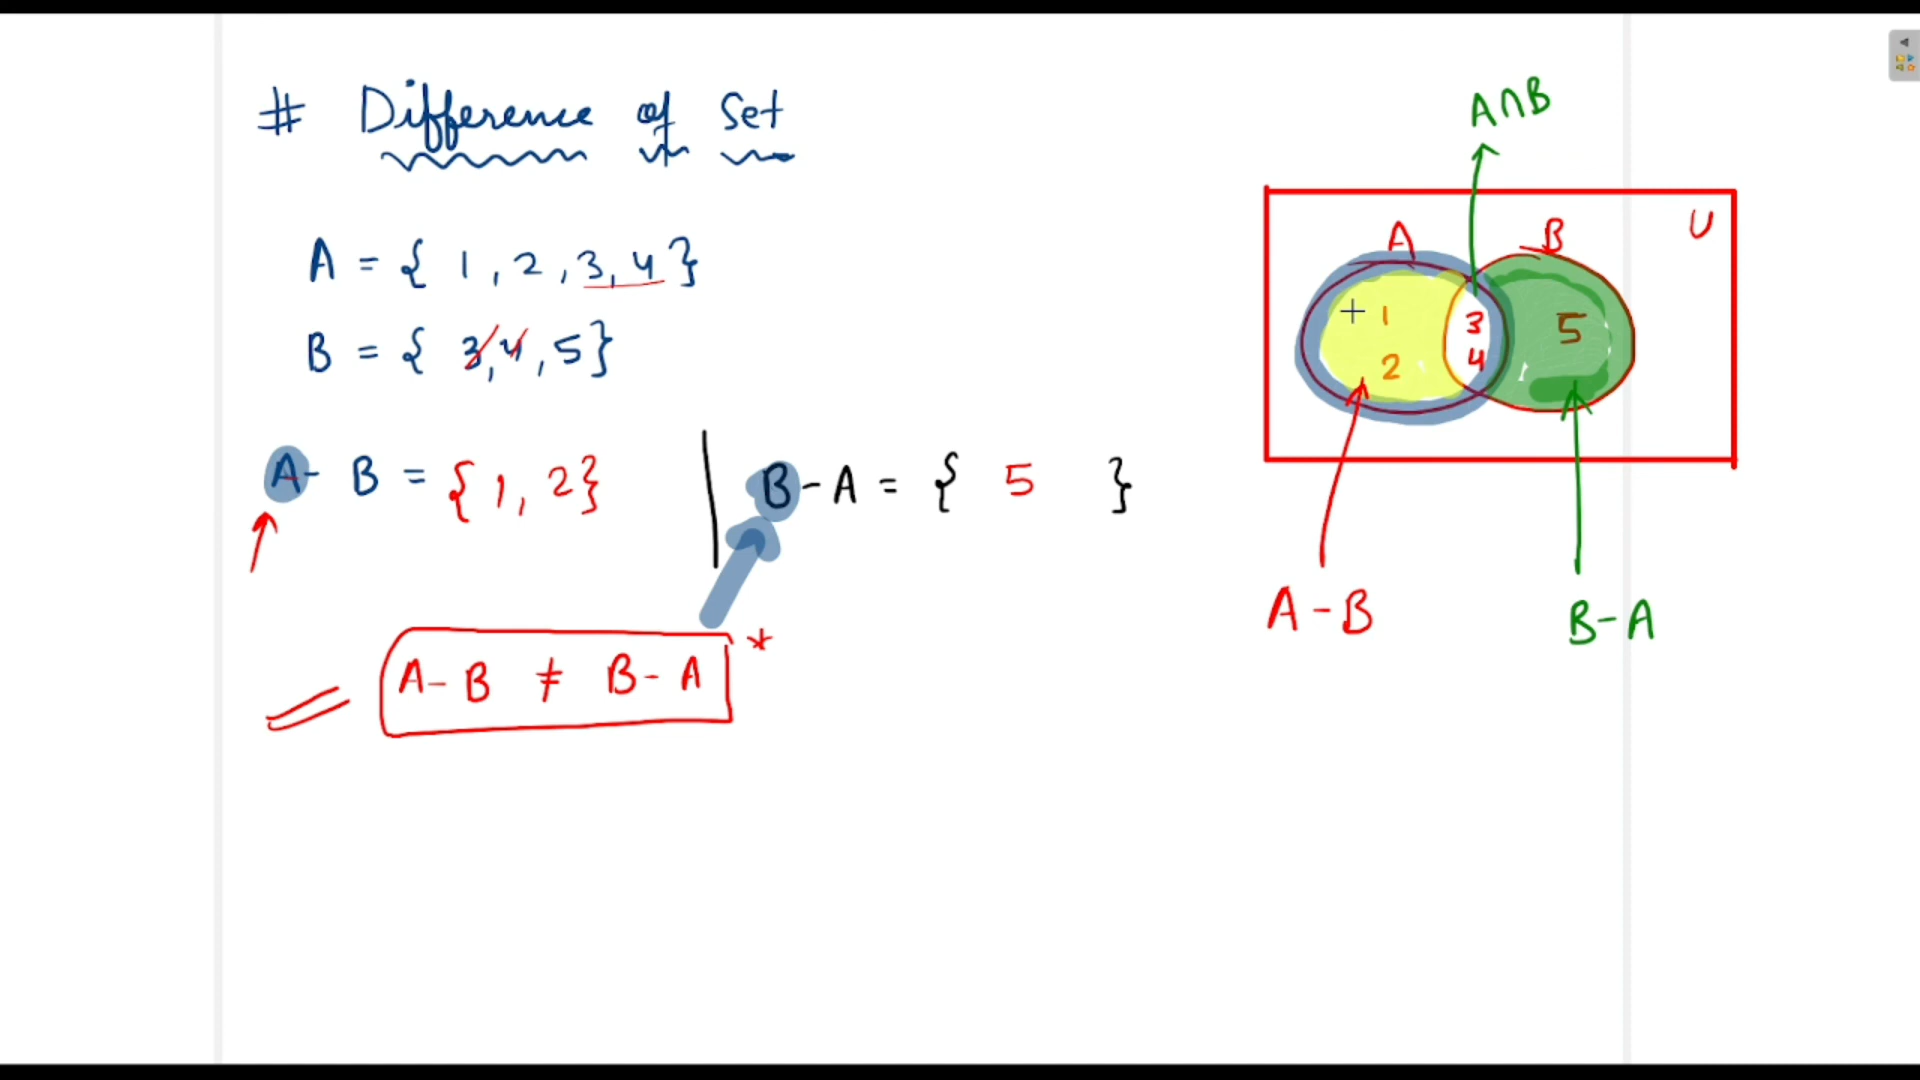 # Difference of Set
A = { 1, 2, 3, 4 }
B = { 3, 4, 5}
A - B = {1, 2}
B - A = { 5 }
A - B ≠ B - A *
A∩B
A B U
1 3 5
2 4
A - B
B - A